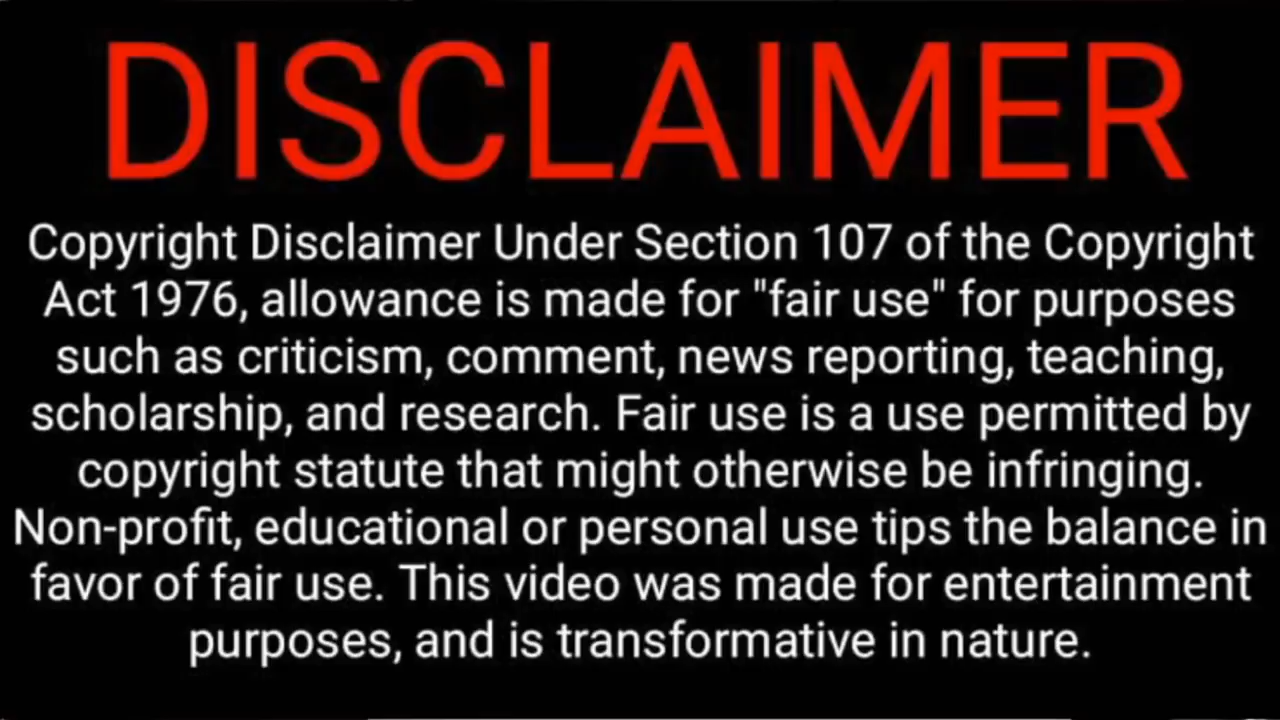 DISCLAIMER
Copyright Disclaimer Under Section 107 of the Copyright
Act 1976, allowance is made for "fair use" for purposes
such as criticism, comment, news reporting, teaching,
scholarship, and research. Fair use is a use permitted by
copyright statute that might otherwise be infringing.
Non-profit, educational or personal use tips the balance in
favor of fair use. This video was made for entertainment
purposes, and is transformative in nature.